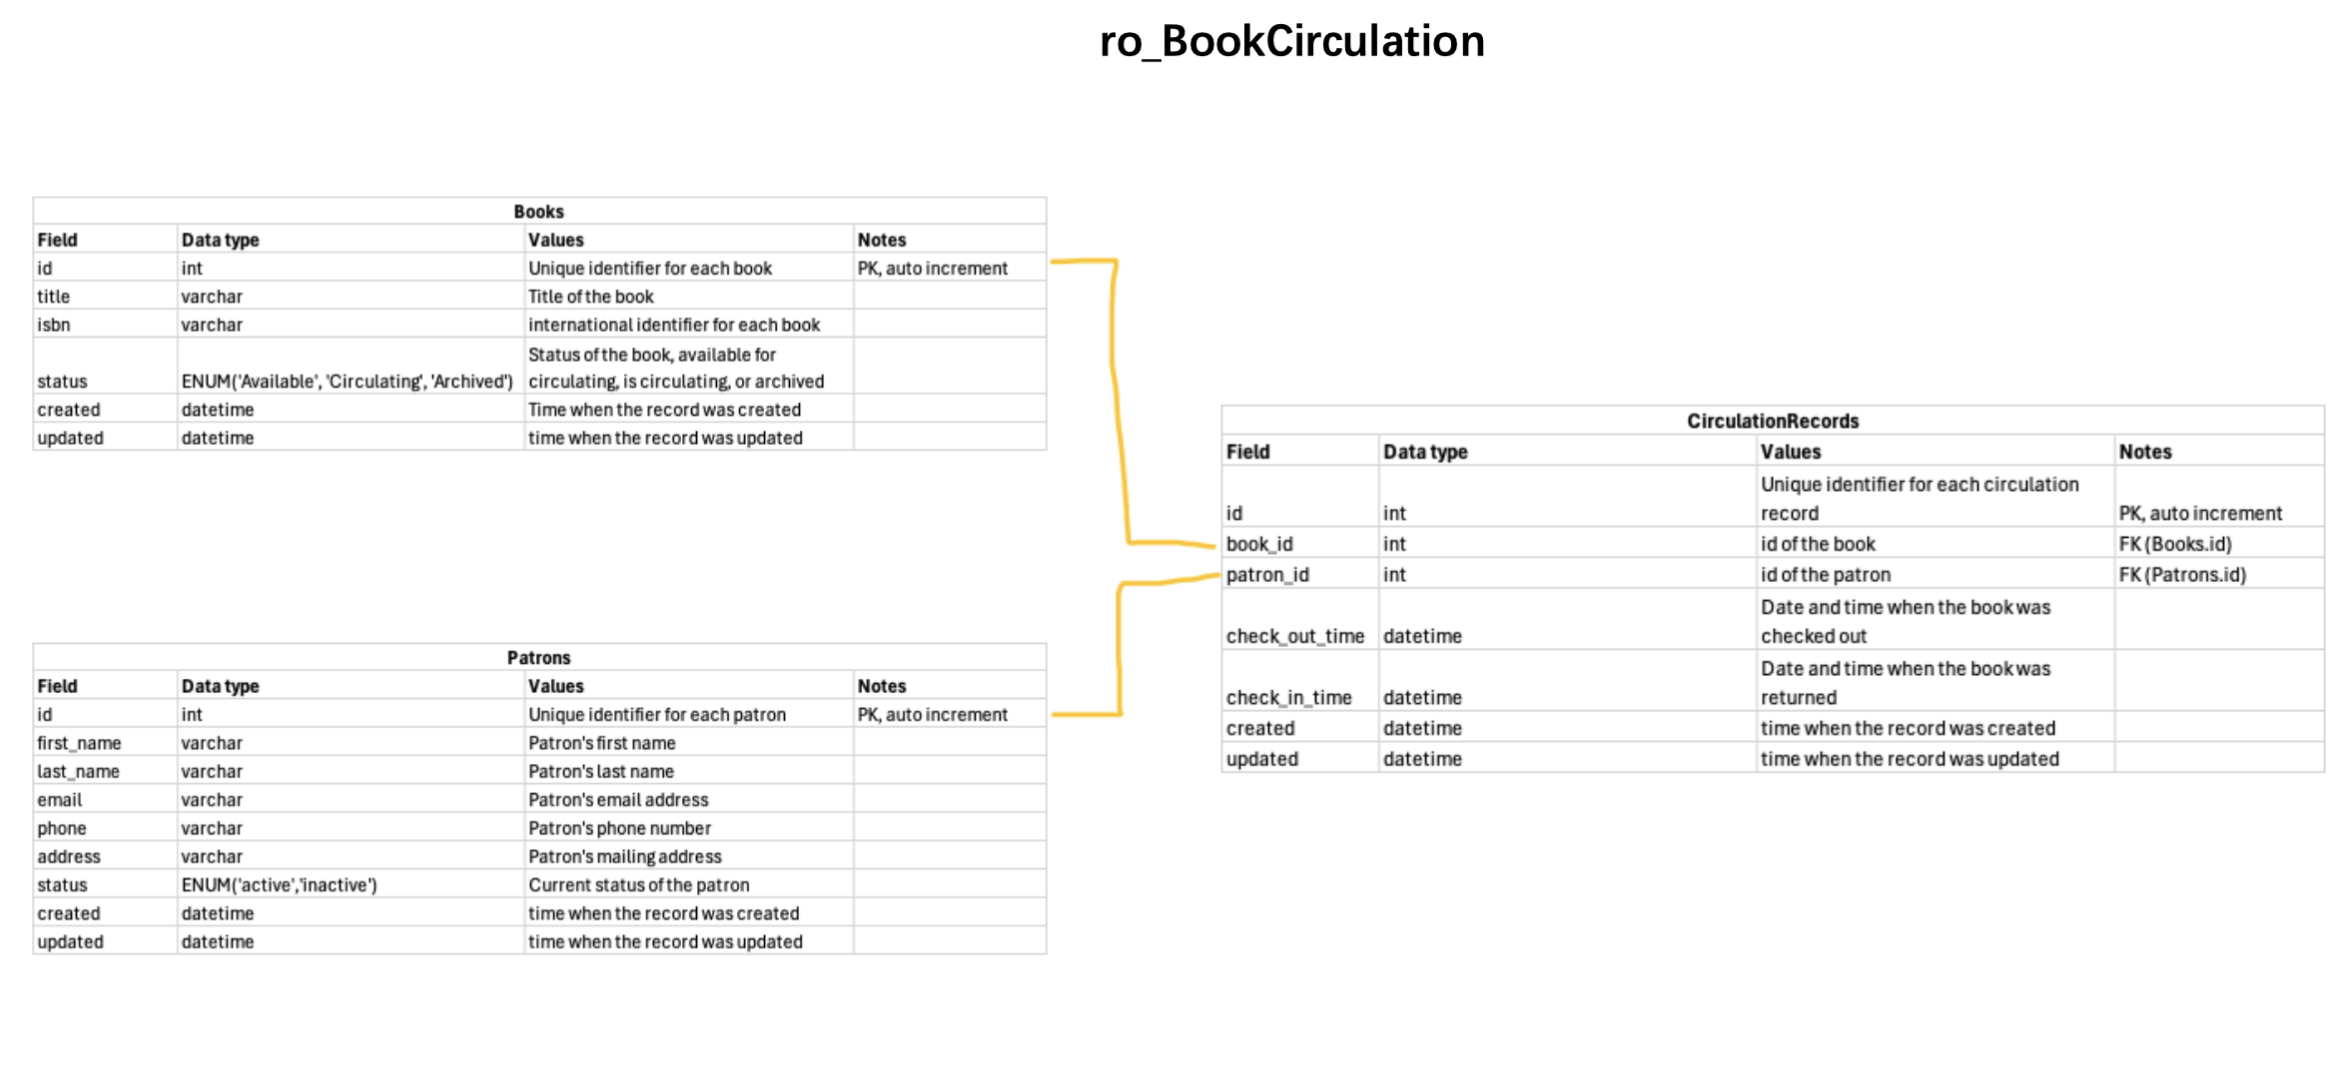 ro_BookCirculation
Books
Field Data type Values Notes
id int Unique identifier for each book PK, auto increment
title varchar Title of the book
isbn varchar international identifier for each book
Status of the book, available for
status ENUM('Available', 'Circulating', 'Archived') circulating, is circulating, or archived
created datetime Time when the record was created
updated datetime time when the record was updated
Patrons
Field Data type Values Notes
id int Unique identifier for each patron PK, auto increment
first_name varchar Patron's first name
last_name varchar Patron's last name
email varchar Patron's email address
phone varchar Patron's phone number
address varchar Patron's mailing address
status ENUM('active','inactive') Current status of the patron
created datetime time when the record was created
updated datetime time when the record was updated
CirculationRecords
Field Data type Values Notes
Unique identifier for each circulation
id int record PK, auto increment
book_id int id of the book FK (Books.id)
patron_id int id of the patron FK (Patrons.id)
Date and time when the book was
check_out_time datetime checked out
Date and time when the book was
check_in_time datetime returned
created datetime time when the record was created
updated datetime time when the record was updated